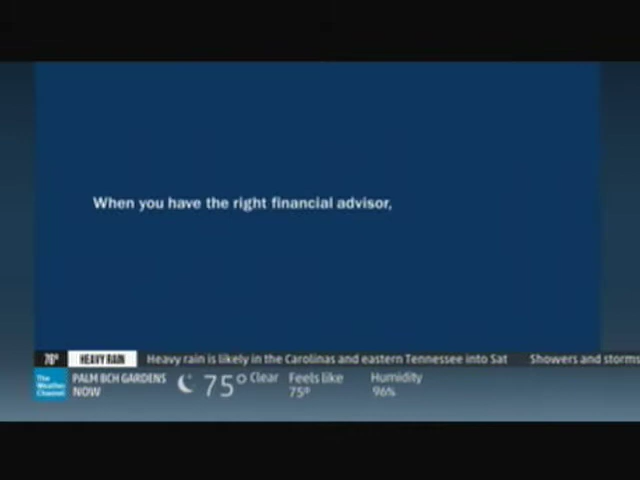 When you have the right financial advisor,
HEAVY RAIN
Heavy rain is likely in the Carolinas and eastern Tennessee into Sat
Showers and storms
The
Weather
Channel
PALM BCH GARDENS
NOW
75° Clear
Feels like
75°
Humidity
96%